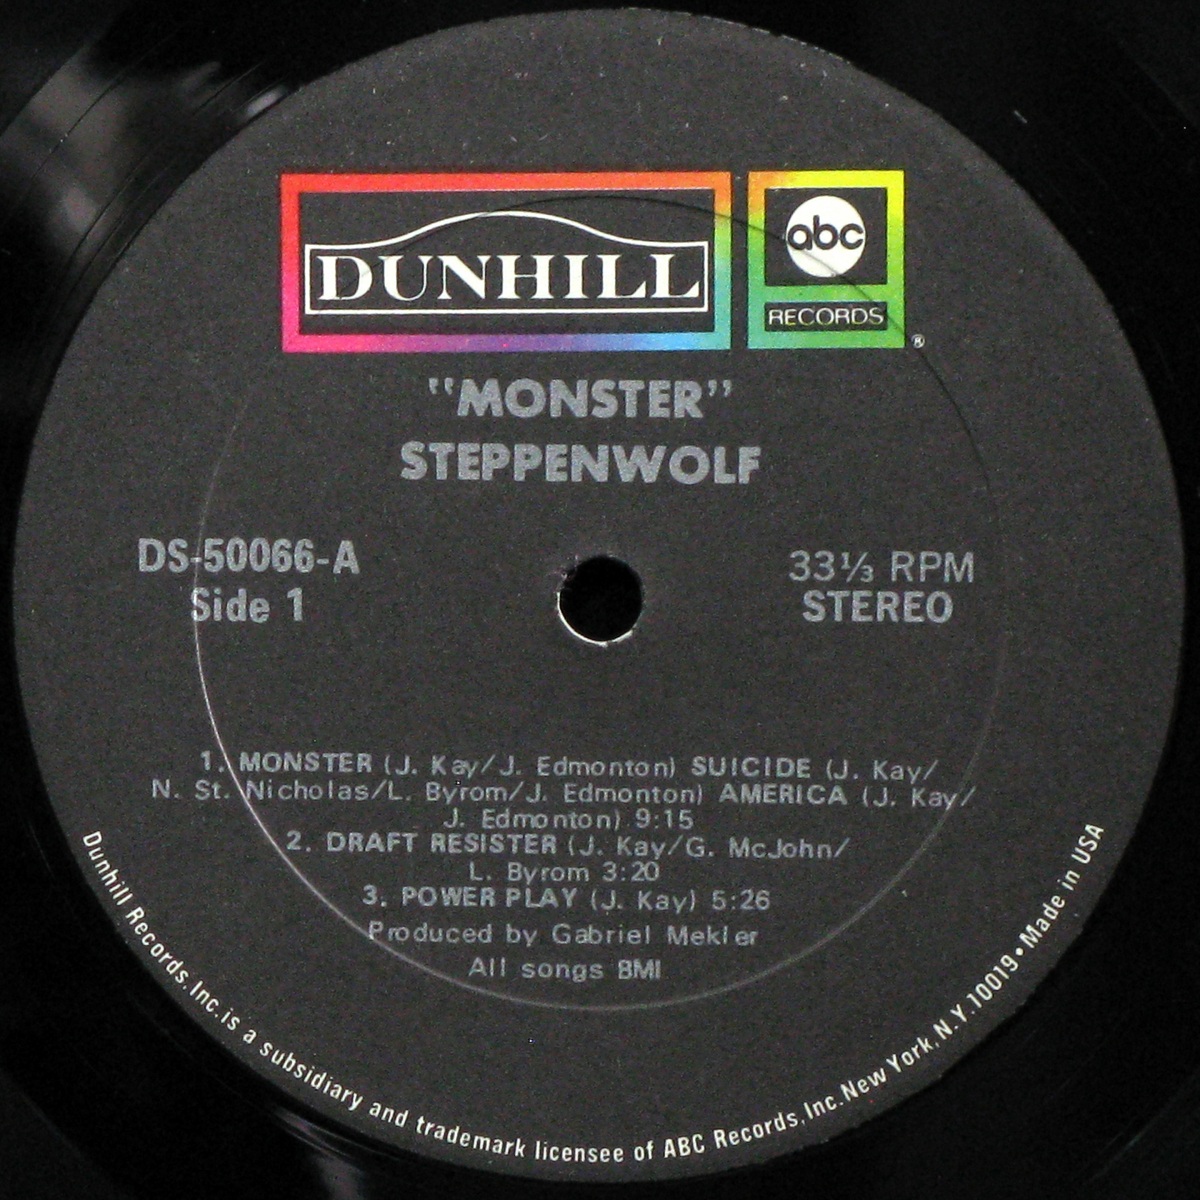 DUNHILL
abc
RECORDS
®
"MONSTER"
STEPPENWOLF
DS-50066-A
Side 1
33⅓ RPM
STEREO
1. MONSTER (J. Kay/J. Edmonton) SUICIDE (J. Kay/
N. St. Nicholas/L. Byrom/J. Edmonton) AMERICA (J. Kay/
J. Edmonton) 9:15
2. DRAFT RESISTER (J. Kay/G. McJohn/
L. Byrom 3:20
3. POWER PLAY (J. Kay) 5:26
Produced by Gabriel Mekler
All songs BMI
Dunhill Records, Inc. is a subsidiary and trademark licensee of ABC Records, Inc. New York, N.Y. 10019 • Made in USA